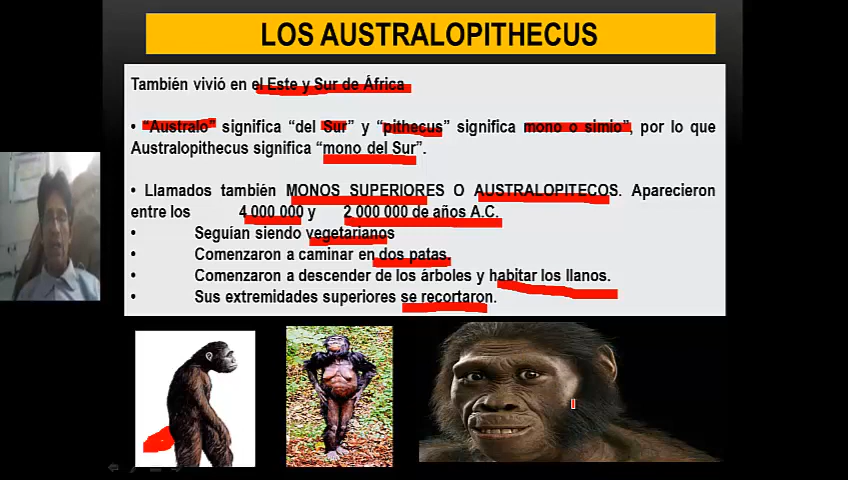 LOS AUSTRALOPITHECUS
También vivió en el Este y Sur de África
• “Australo” significa “del Sur” y “pithecus” significa mono o simio”, por lo que
Australopithecus significa “mono del Sur”.
• Llamados también MONOS SUPERIORES O AUSTRALOPITECOS. Aparecieron
entre los 4 000 000 y 2 000 000 de años A.C.
• Seguían siendo vegetarianos
• Comenzaron a caminar en dos patas.
• Comenzaron a descender de los árboles y habitar los llanos.
• Sus extremidades superiores se recortaron.